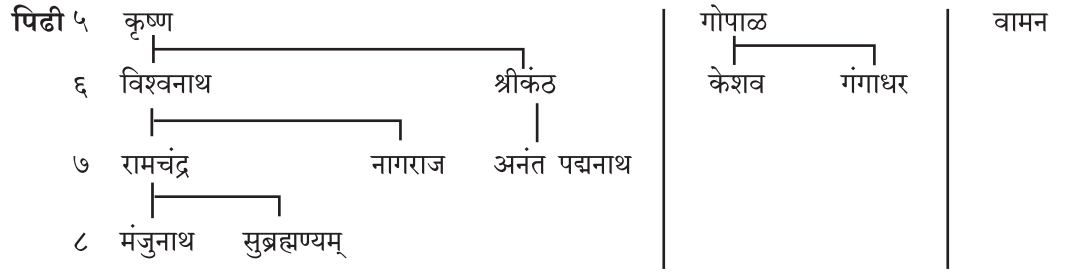 पिढी ५ कृष्ण गोपाळ वामन
६ विश्वनाथ श्रीकंठ केशव गंगाधर
७ रामचंद्र नागराज अनंत पद्मनाथ
८ मंजुनाथ सुब्रह्मण्यम्